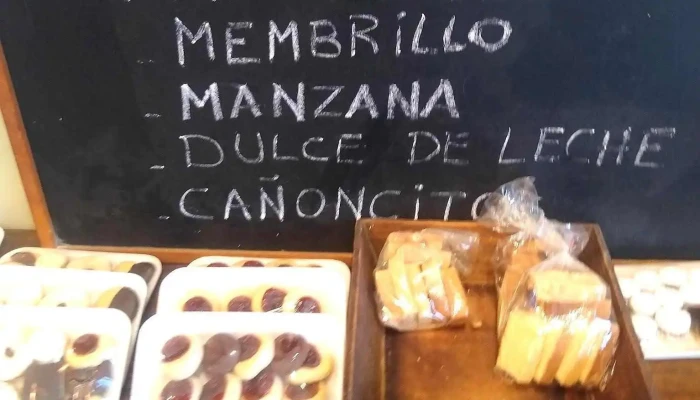 - MEMBRiLLO
- MANZANA
- DULCE DE LECHE
- CAÑONCiTO